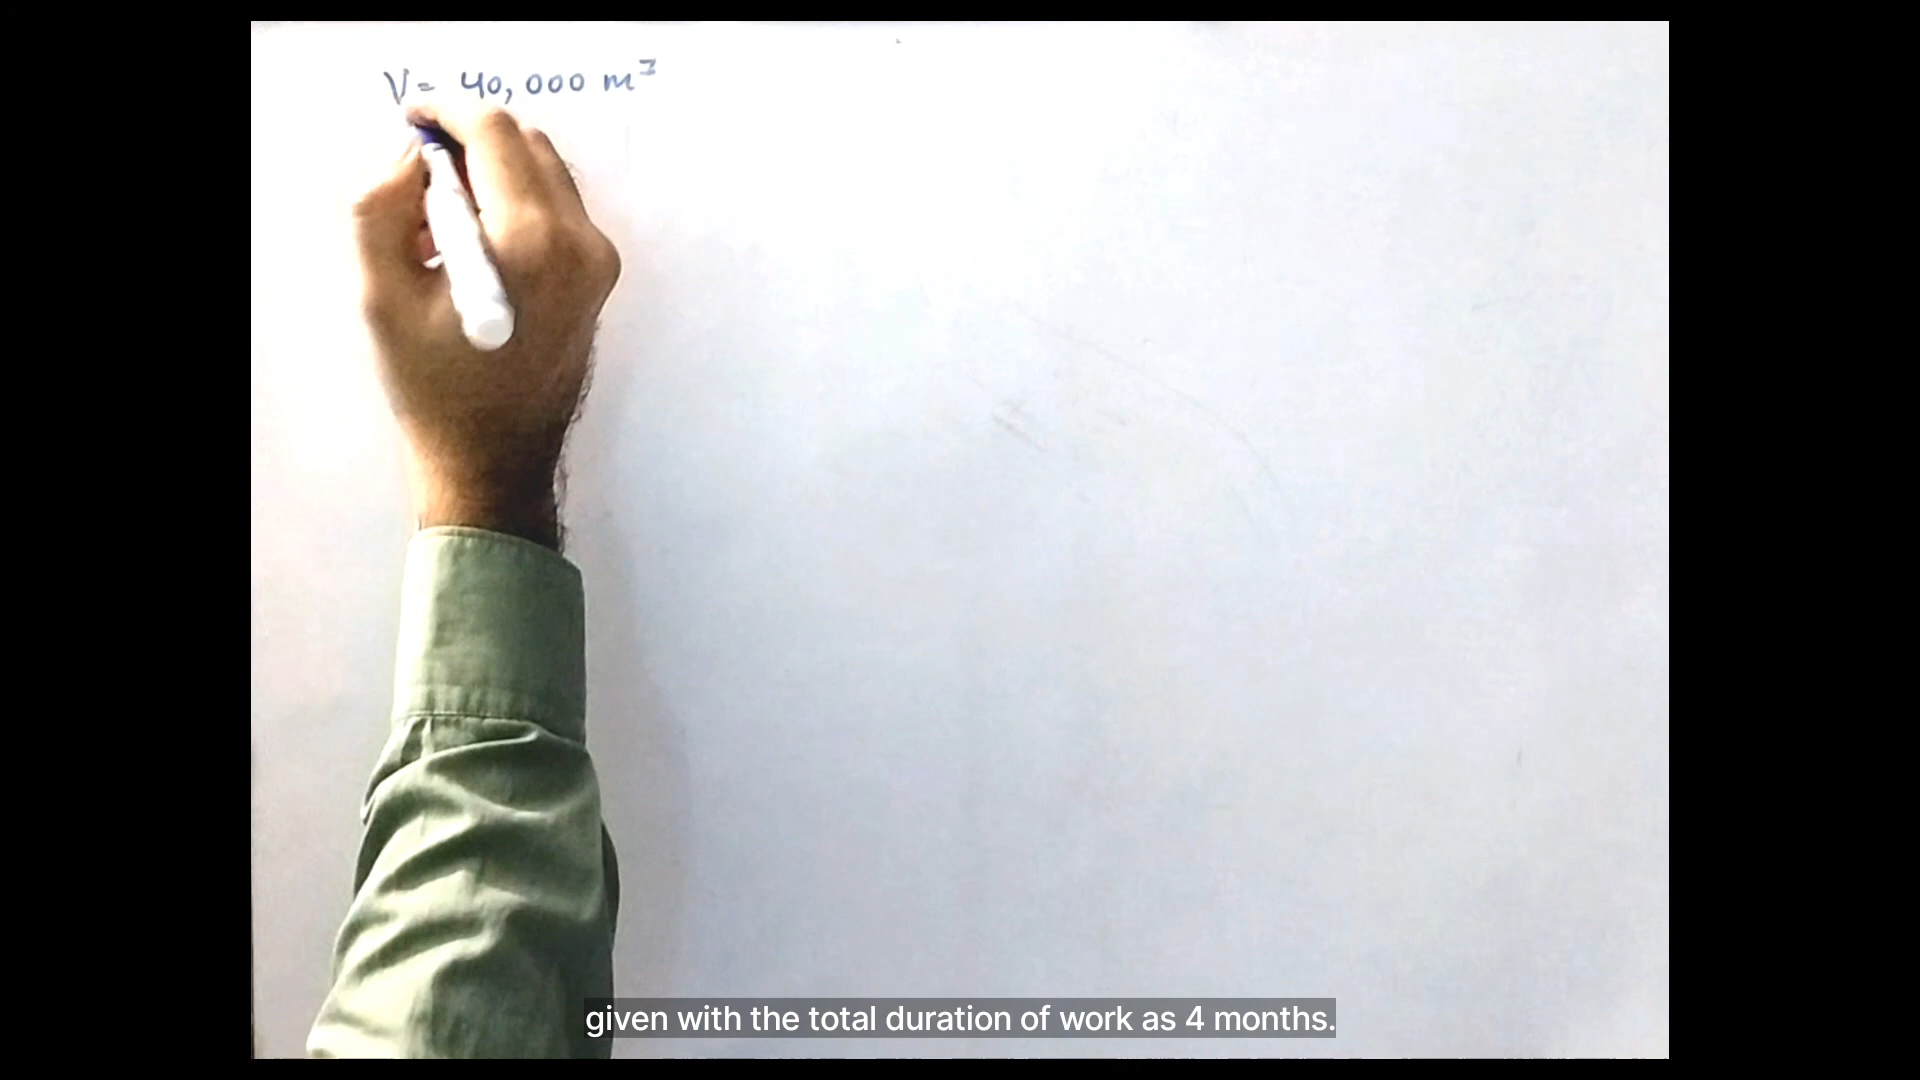 V= 40,000 m³
given with the total duration of work as 4 months.